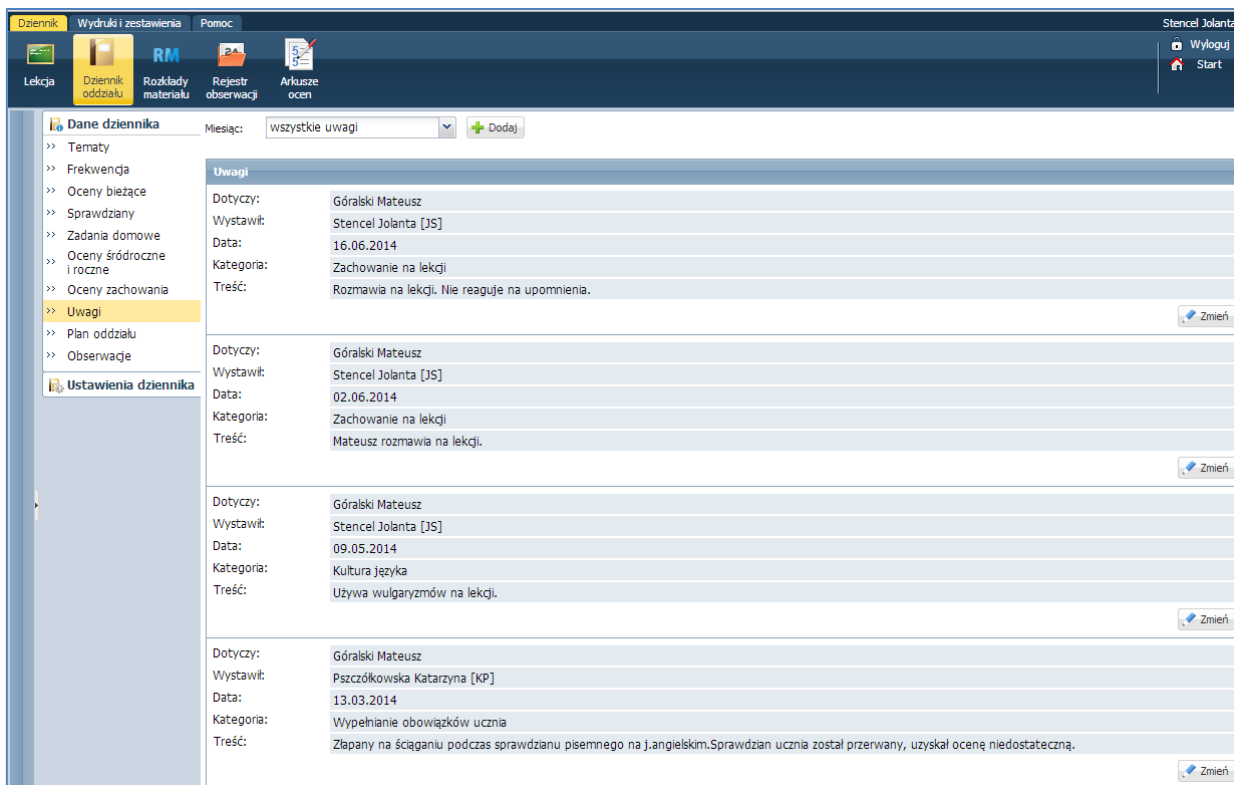 Dziennik Wydruki i zestawienia Pomoc Stencel Jolanta
Wyloguj
Start
RM
Lekcja Dziennik oddziału Rozkłady materiału Rejestr obserwacji Arkusze ocen
Dane dziennika
Tematy
Frekwencja
Oceny bieżące
Sprawdziany
Zadania domowe
Oceny śródroczne
i roczne
Oceny zachowania
Uwagi
Plan oddziału
Obserwacje
Ustawienia dziennika
Miesiąc: wszystkie uwagi Dodaj
Uwagi
Dotyczy: Góralski Mateusz
Wystawił: Stencel Jolanta [JS]
Data: 16.06.2014
Kategoria: Zachowanie na lekcji
Treść: Rozmawia na lekcji. Nie reaguje na upomnienia.
Zmień
Dotyczy: Góralski Mateusz
Wystawił: Stencel Jolanta [JS]
Data: 02.06.2014
Kategoria: Zachowanie na lekcji
Treść: Mateusz rozmawia na lekcji.
Zmień
Dotyczy: Góralski Mateusz
Wystawił: Stencel Jolanta [JS]
Data: 09.05.2014
Kategoria: Kultura języka
Treść: Używa wulgaryzmów na lekcji.
Zmień
Dotyczy: Góralski Mateusz
Wystawił: Pszczółkowska Katarzyna [KP]
Data: 13.03.2014
Kategoria: Wypełnianie obowiązków ucznia
Treść: Złapany na ściąganiu podczas sprawdzianu pisemnego na j.angielskim.Sprawdzian ucznia został przerwany, uzyskał ocenę niedostateczną.
Zmień